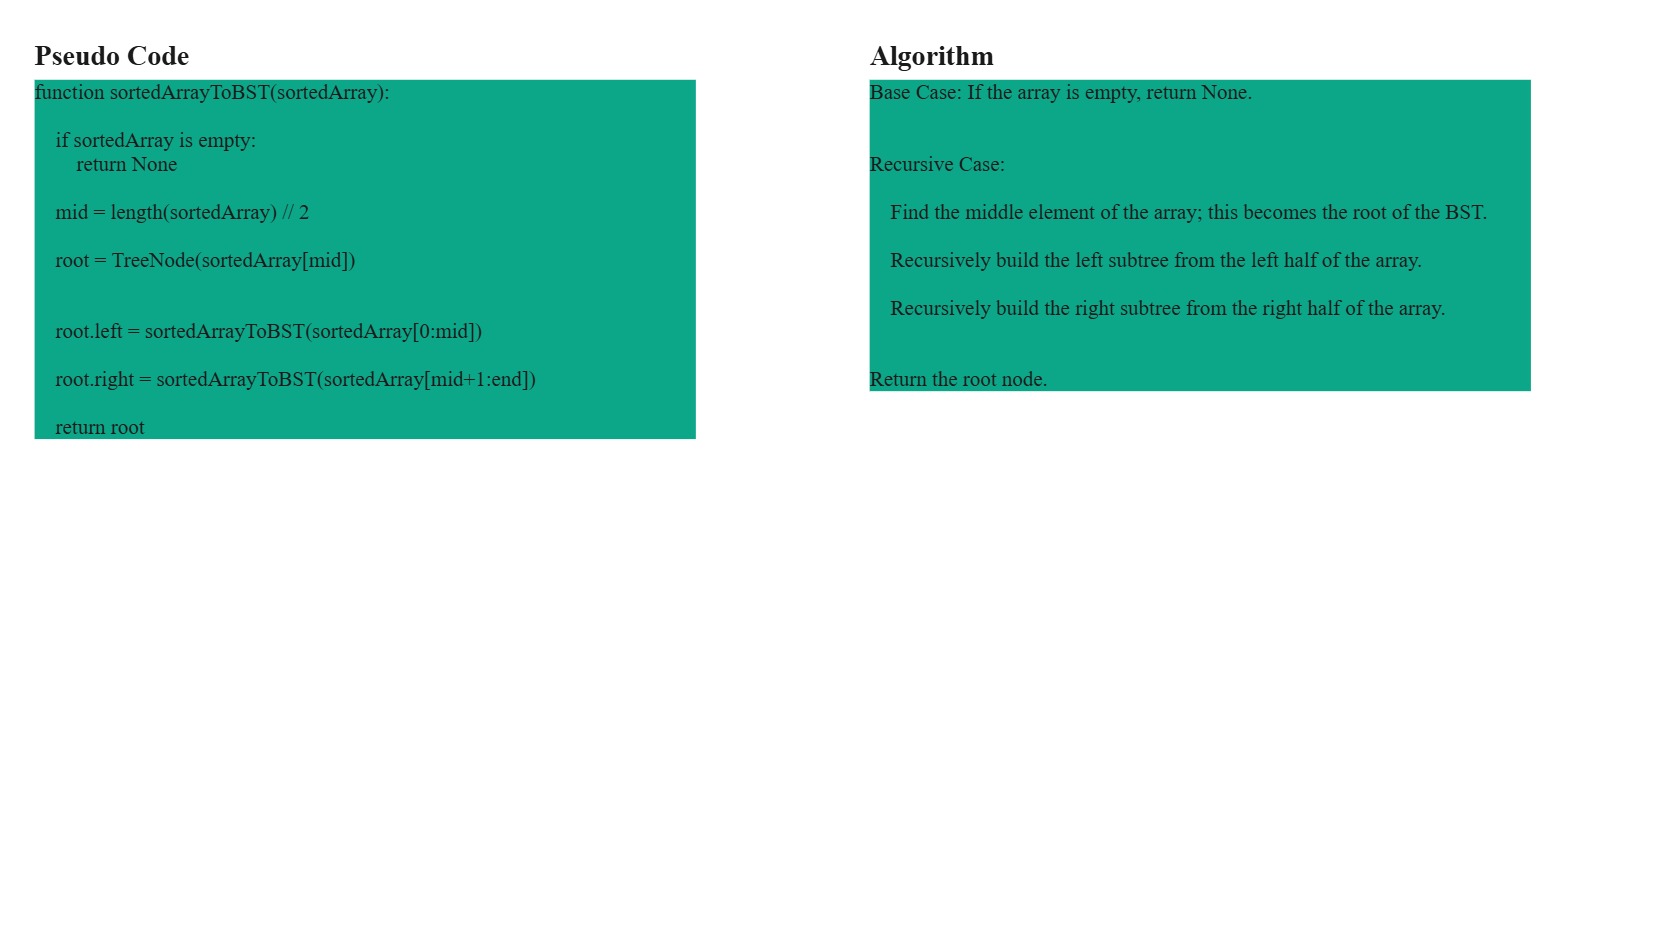 Pseudo Code
function sortedArrayToBST(sortedArray):
if sortedArray is empty:
return None
mid = length(sortedArray) // 2
root = TreeNode(sortedArray[mid])
root.left = sortedArrayToBST(sortedArray[0:mid])
root.right = sortedArrayToBST(sortedArray[mid+1:end])
return root
Algorithm
Base Case: If the array is empty, return None.
Recursive Case:
Find the middle element of the array; this becomes the root of the BST.
Recursively build the left subtree from the left half of the array.
Recursively build the right subtree from the right half of the array.
Return the root node.